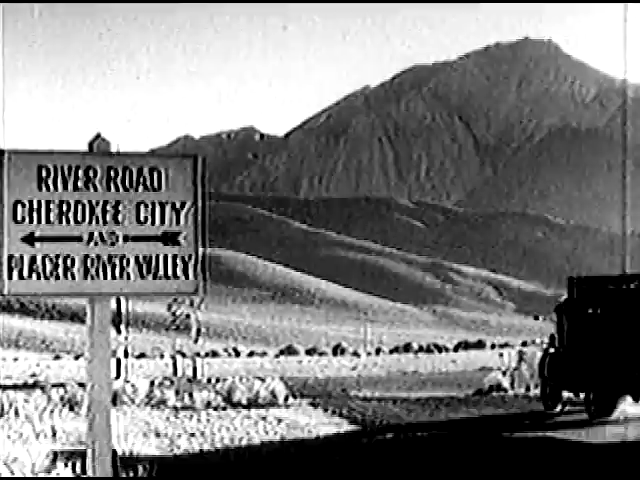 RIVER ROAD
CHEROKEE CITY
AND
PLACER RIVER VALLEY